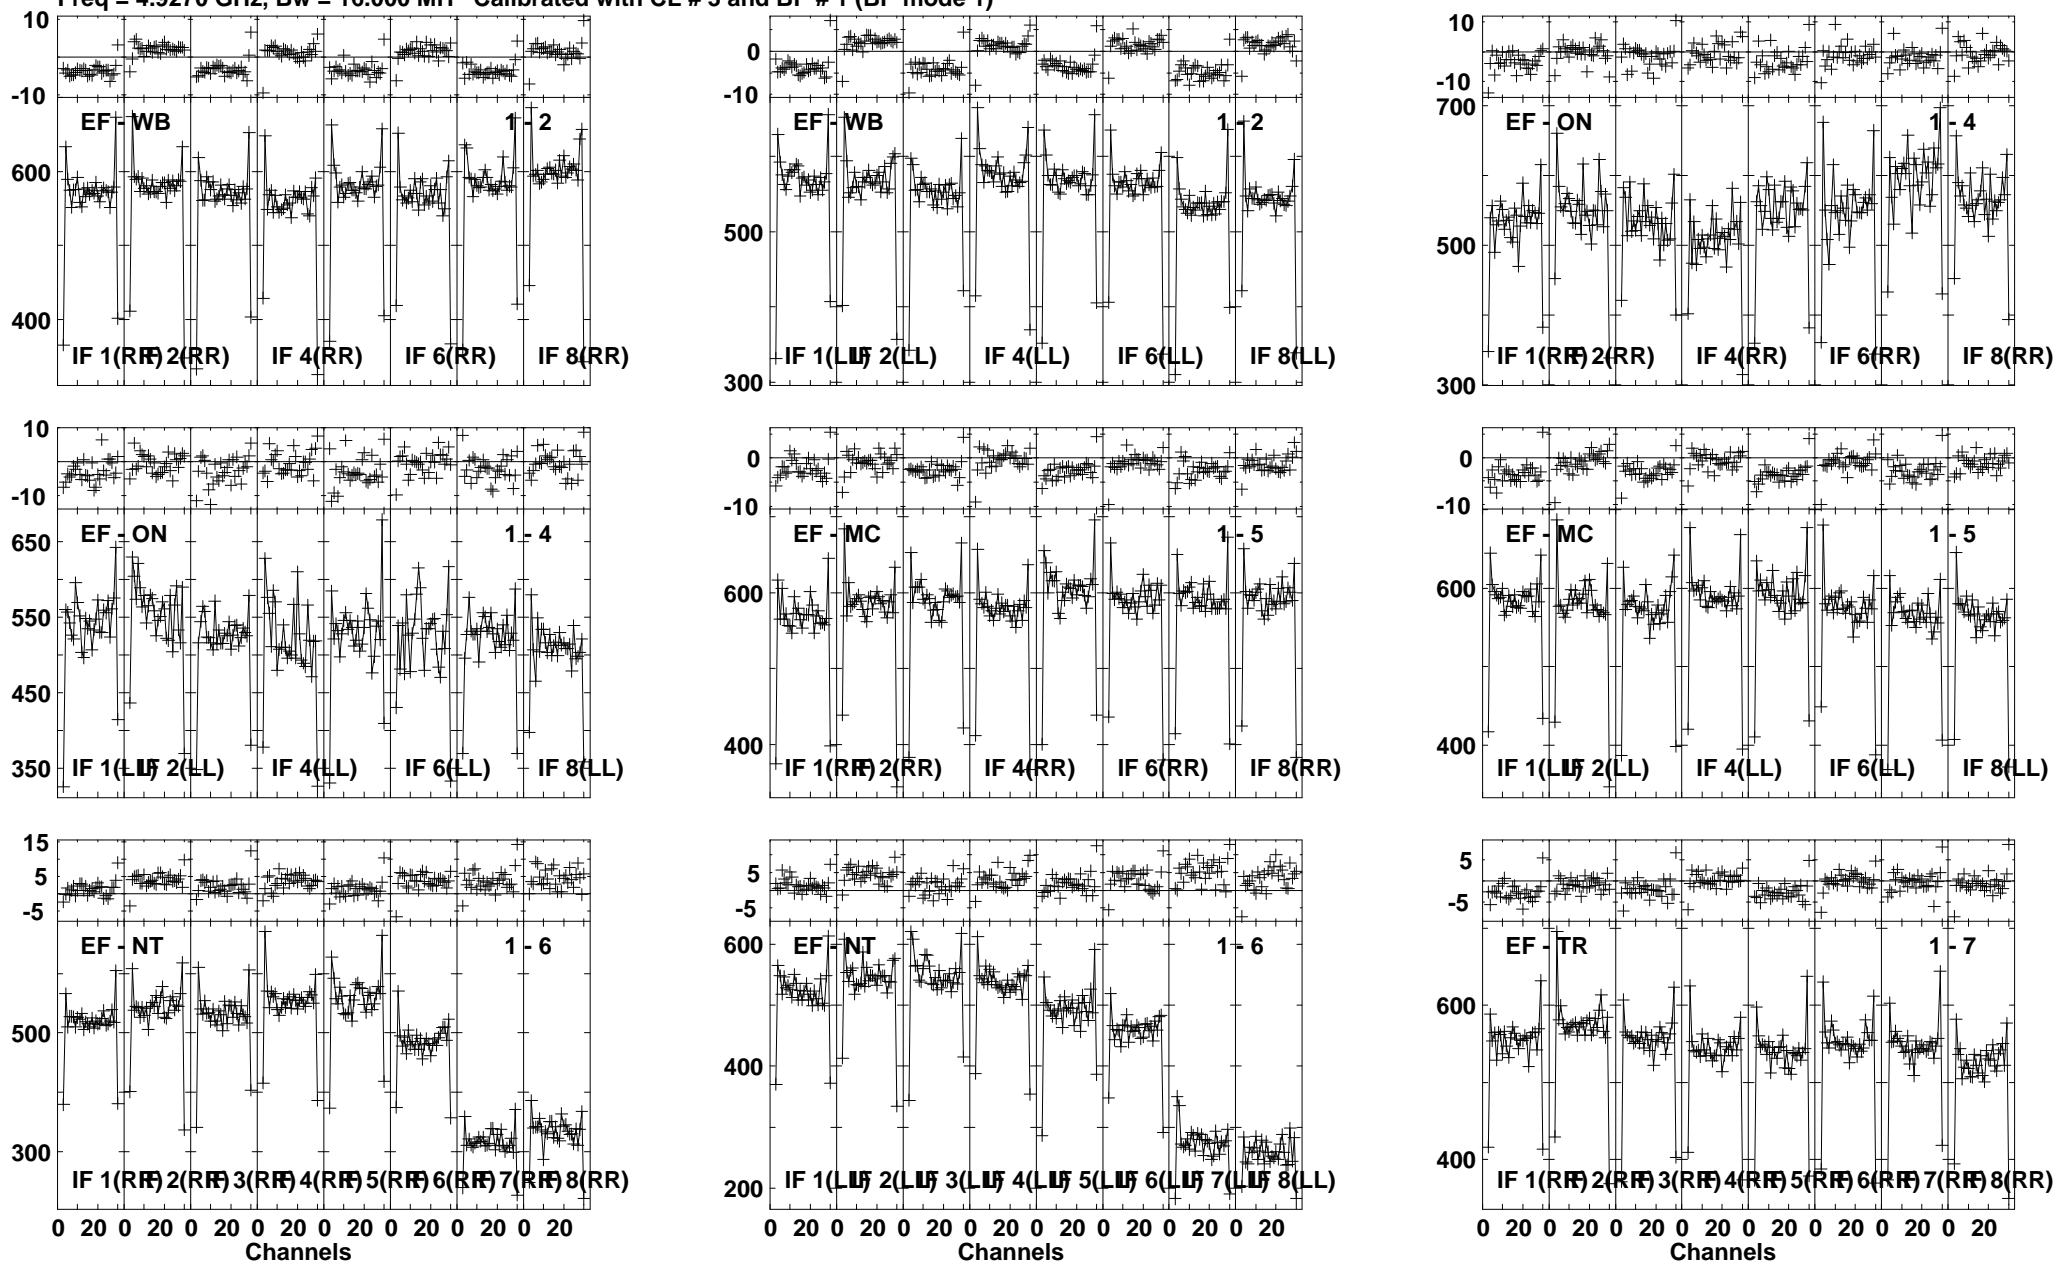 Freq = 4.9270 GHz, Bw = 16.000 MH Calibrated with CL # 3 and BP # 1 (BP mode 1)
10
-10
EF - WB 1 - 2
600
400
IF 1(RR) IF 2(RR) IF 4(RR) IF 6(RR) IF 8(RR)
0
-10
EF - WB 1 - 2
500
300
IF 1(LL) IF 2(LL) IF 4(LL) IF 6(LL) IF 8(LL)
10
-10
700
EF - ON 1 - 4
500
300
IF 1(RR) IF 2(RR) IF 4(RR) IF 6(RR) IF 8(RR)
10
-10
EF - ON 1 - 4
650
550
450
350
IF 1(LL) IF 2(LL) IF 4(LL) IF 6(LL) IF 8(LL)
0
-10
EF - MC 1 - 5
600
400
IF 1(RR) IF 2(RR) IF 4(RR) IF 6(RR) IF 8(RR)
0
-10
EF - MC 1 - 5
600
400
IF 1(LL) IF 2(LL) IF 4(LL) IF 6(LL) IF 8(LL)
15
5
-5
EF - NT 1 - 6
500
300
IF 1(RR) IF 2(RR) IF 3(RR) IF 4(RR) IF 5(RR) IF 6(RR) IF 7(RR) IF 8(RR)
0 20 0 20 0 20 0 20 0 20 0 20 0 20 0 20
Channels
5
-5
EF - NT 1 - 6
600
400
200
IF 1(LL) IF 2(LL) IF 3(LL) IF 4(LL) IF 5(LL) IF 6(LL) IF 7(LL) IF 8(LL)
0 20 0 20 0 20 0 20 0 20 0 20 0 20 0 20
Channels
5
-5
EF - TR 1 - 7
600
400
IF 1(RR) IF 2(RR) IF 3(RR) IF 4(RR) IF 5(RR) IF 6(RR) IF 7(RR) IF 8(RR)
0 20 0 20 0 20 0 20 0 20 0 20 0 20 0 20
Channels